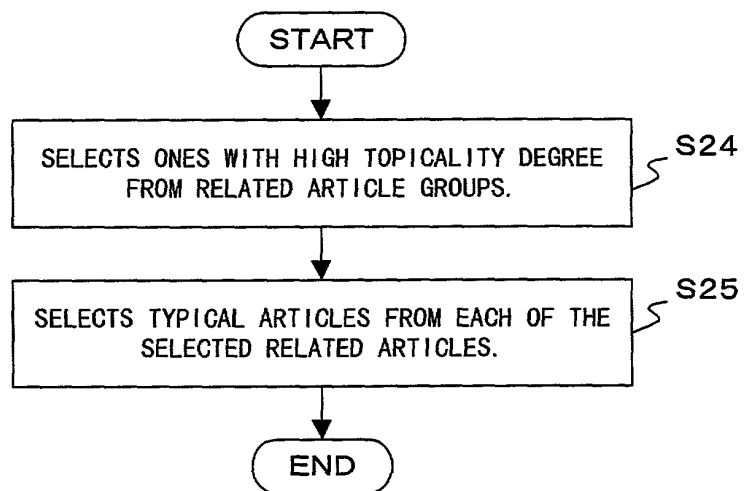 START
SELECTS ONES WITH HIGH TOPICALITY DEGREE
FROM RELATED ARTICLE GROUPS.
S24
SELECTS TYPICAL ARTICLES FROM EACH OF THE
SELECTED RELATED ARTICLES.
S25
END